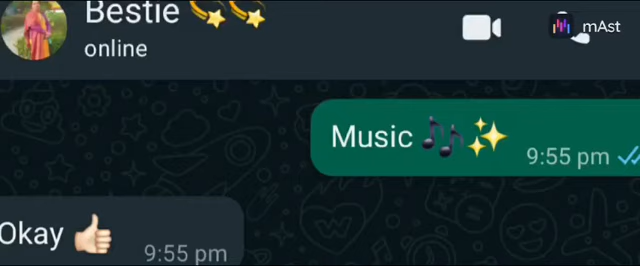 Bestie 💫💫
online
mAst
Music 🎶✨
9:55 pm
Okay 👍🏻
9:55 pm